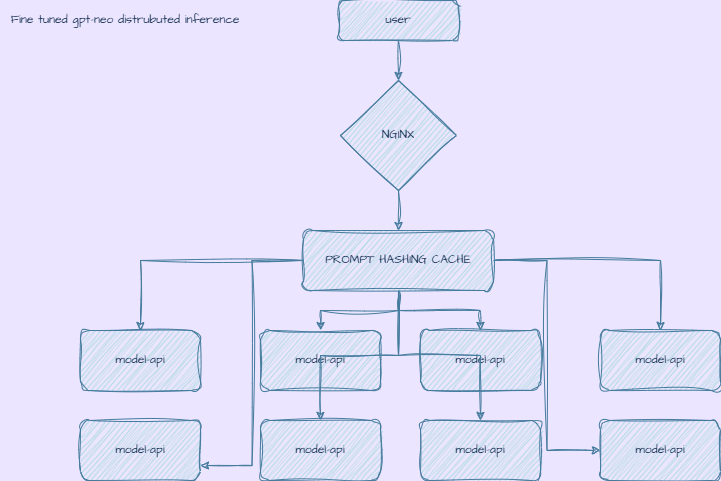 Fine tuned gpt-neo distrubuted inference
user
NGINX
PROMPT HASHING CACHE
model-api
model-api
model-api
model-api
model-api
model-api
model-api
model-api